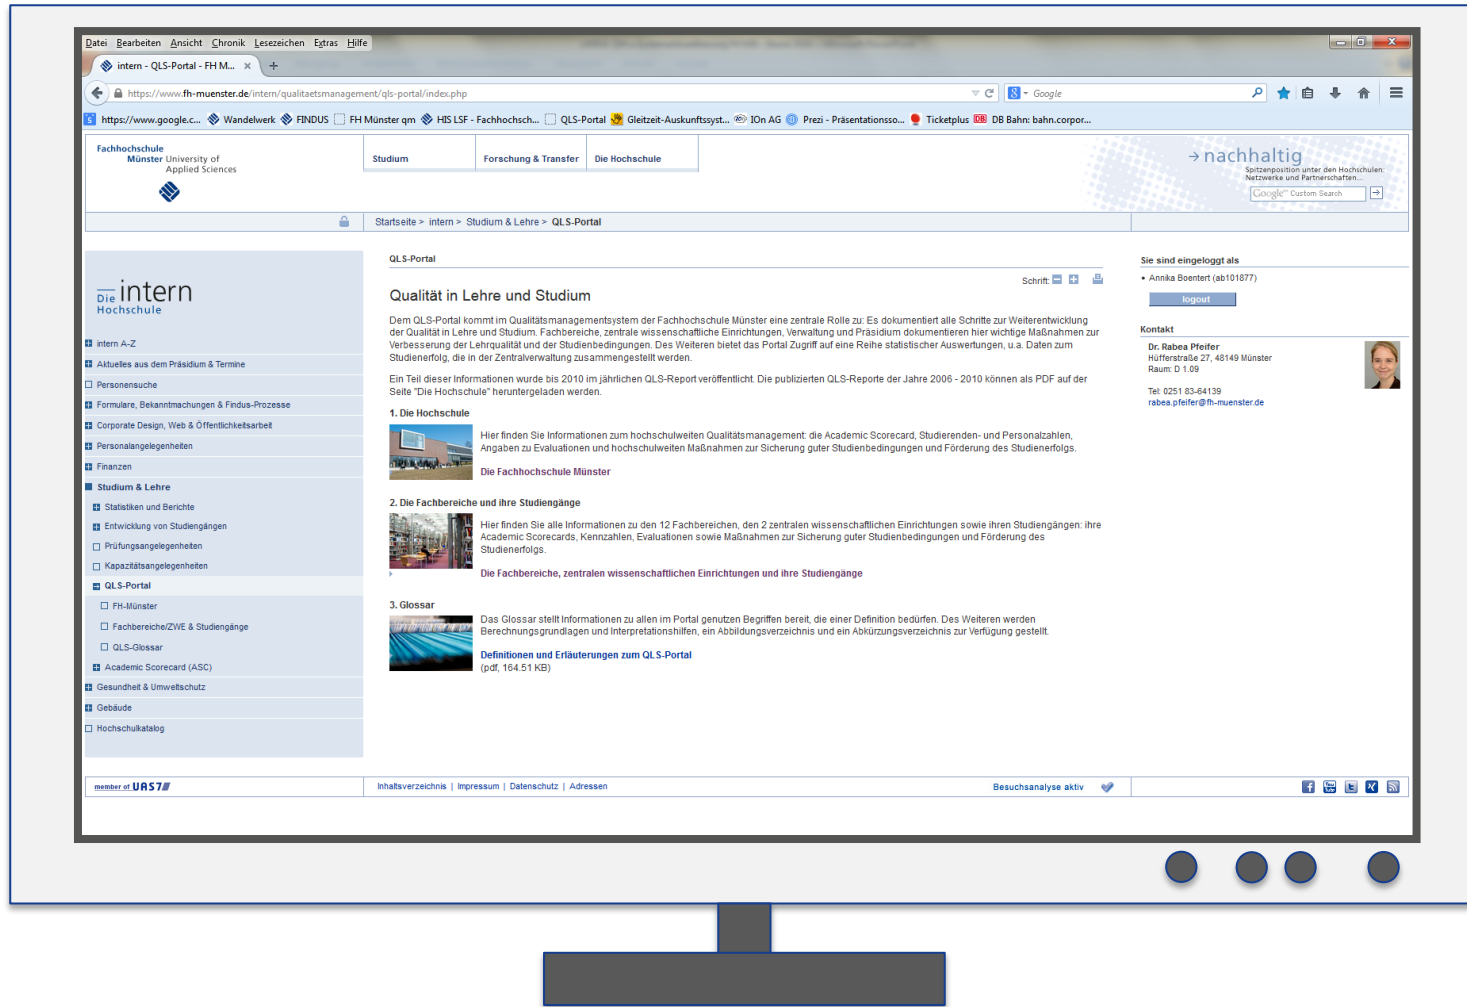 Datei Bearbeiten Ansicht Chronik Lesezeichen Extras Hilfe
intern - QLS-Portal - FH M... × +
https://www.fh-muenster.de/intern/qualitaetsmanagement/qls-portal/index.php
Google
https://www.google.c... Wandelwerk FINDUS FH Münster qm HIS LSF - Fachhochsch... QLS-Portal Gleitzeit-Auskunftssyst... IOn AG Prezi - Präsentationsso... Ticketplus DB Bahn: bahn.corpor...
Fachhochschule
Münster University of
Applied Sciences
Studium
Forschung & Transfer
Die Hochschule
→ nachhaltig
Spitzenposition unter den Hochschulen:
Netzwerke und Partnerschaften...
Google™ Custom Search
Startseite > intern > Studium & Lehre > QLS-Portal
Die intern
Hochschule
intern A-Z
Aktuelles aus dem Präsidium & Termine
Personensuche
Formulare, Bekanntmachungen & Findus-Prozesse
Corporate Design, Web & Öffentlichkeitsarbeit
Personalangelegenheiten
Finanzen
Studium & Lehre
Statistiken und Berichte
Entwicklung von Studiengängen
Prüfungsangelegenheiten
Kapazitätsangelegenheiten
QLS-Portal
FH-Münster
Fachbereiche/ZWE & Studiengänge
QLS-Glossar
Academic Scorecard (ASC)
Gesundheit & Umweltschutz
Gebäude
Hochschulkatalog
QLS-Portal
Schrift:
Qualität in Lehre und Studium
Dem QLS-Portal kommt im Qualitätsmanagementsystem der Fachhochschule Münster eine zentrale Rolle zu: Es dokumentiert alle Schritte zur Weiterentwicklung
der Qualität in Lehre und Studium. Fachbereiche, zentrale wissenschaftliche Einrichtungen, Verwaltung und Präsidium dokumentieren hier wichtige Maßnahmen zur
Verbesserung der Lehrqualität und der Studienbedingungen. Des Weiteren bietet das Portal Zugriff auf eine Reihe statistischer Auswertungen, u.a. Daten zum
Studienerfolg, die in der Zentralverwaltung zusammengestellt werden.
Ein Teil dieser Informationen wurde bis 2010 im jährlichen QLS-Report veröffentlicht. Die publizierten QLS-Reporte der Jahre 2006 - 2010 können als PDF auf der
Seite "Die Hochschule" heruntergeladen werden.
1. Die Hochschule
Hier finden Sie Informationen zum hochschulweiten Qualitätsmanagement: die Academic Scorecard, Studierenden- und Personalzahlen,
Angaben zu Evaluationen und hochschulweiten Maßnahmen zur Sicherung guter Studienbedingungen und Förderung des Studienerfolgs.
Die Fachhochschule Münster
2. Die Fachbereiche und ihre Studiengänge
Hier finden Sie alle Informationen zu den 12 Fachbereichen, den 2 zentralen wissenschaftlichen Einrichtungen sowie ihren Studiengängen: ihre
Academic Scorecards, Kennzahlen, Evaluationen sowie Maßnahmen zur Sicherung guter Studienbedingungen und Förderung des
Studienerfolgs.
Die Fachbereiche, zentralen wissenschaftlichen Einrichtungen und ihre Studiengänge
3. Glossar
Das Glossar stellt Informationen zu allen im Portal genutzen Begriffen bereit, die einer Definition bedürfen. Des Weiteren werden
Berechnungsgrundlagen und Interpretationshilfen, ein Abbildungsverzeichnis und ein Abkürzungsverzeichnis zur Verfügung gestellt.
Definitionen und Erläuterungen zum QLS-Portal
(pdf, 164.51 KB)
Sie sind eingeloggt als
• Annika Boentert (ab101877)
logout
Kontakt
Dr. Rabea Pfeifer
Hüfferstraße 27, 48149 Münster
Raum: D 1.09
Tel: 0251 83-64139
rabea.pfeifer@fh-muenster.de
member of UAS7
Inhaltsverzeichnis | Impressum | Datenschutz | Adressen
Besuchsanalyse aktiv